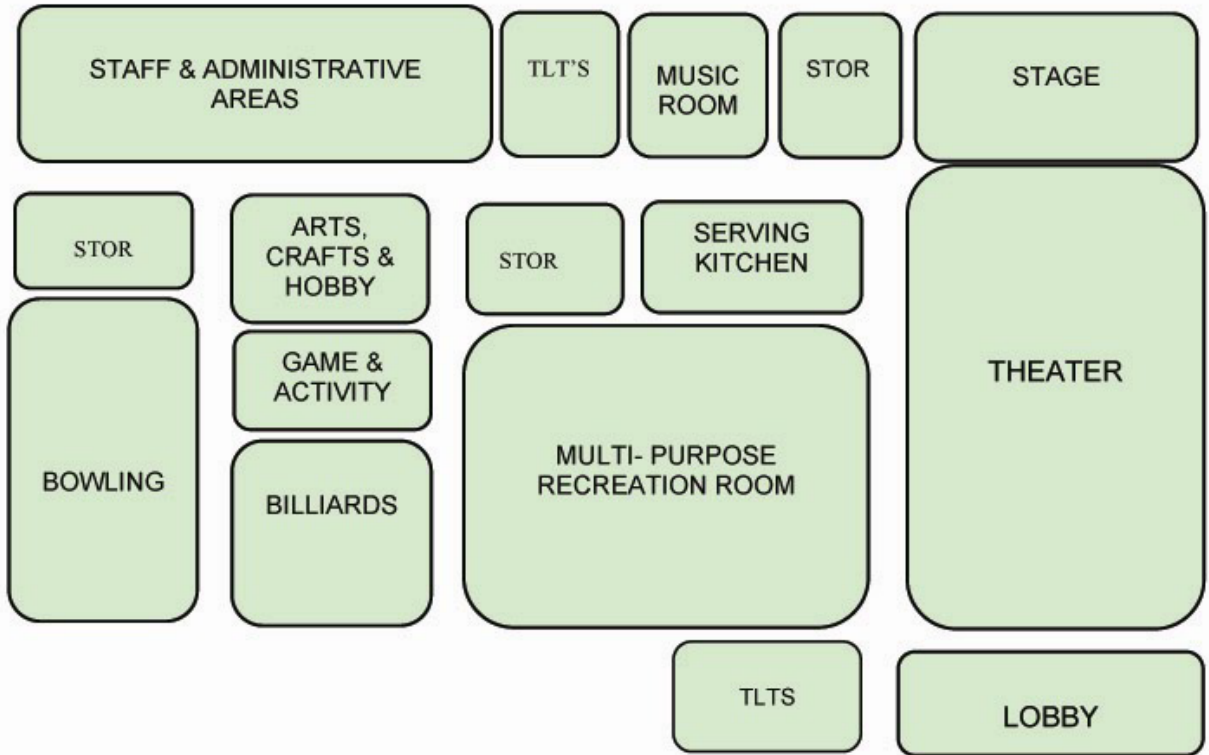 STAFF & ADMINISTRATIVE
AREAS
TLT'S
MUSIC
ROOM
STOR
STAGE
STOR
ARTS,
CRAFTS &
HOBBY
STOR
SERVING
KITCHEN
THEATER
GAME &
ACTIVITY
BOWLING
BILLIARDS
MULTI- PURPOSE
RECREATION ROOM
TLTS
LOBBY